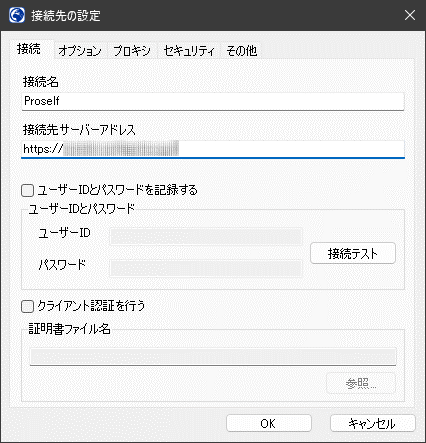 接続先の設定
接続 オプション プロキシ セキュリティ その他
接続名
Proself
接続先サーバーアドレス
https://
ユーザーIDとパスワードを記録する
ユーザーIDとパスワード
ユーザーID
パスワード
接続テスト
クライアント認証を行う
証明書ファイル名
参照...
OK キャンセル